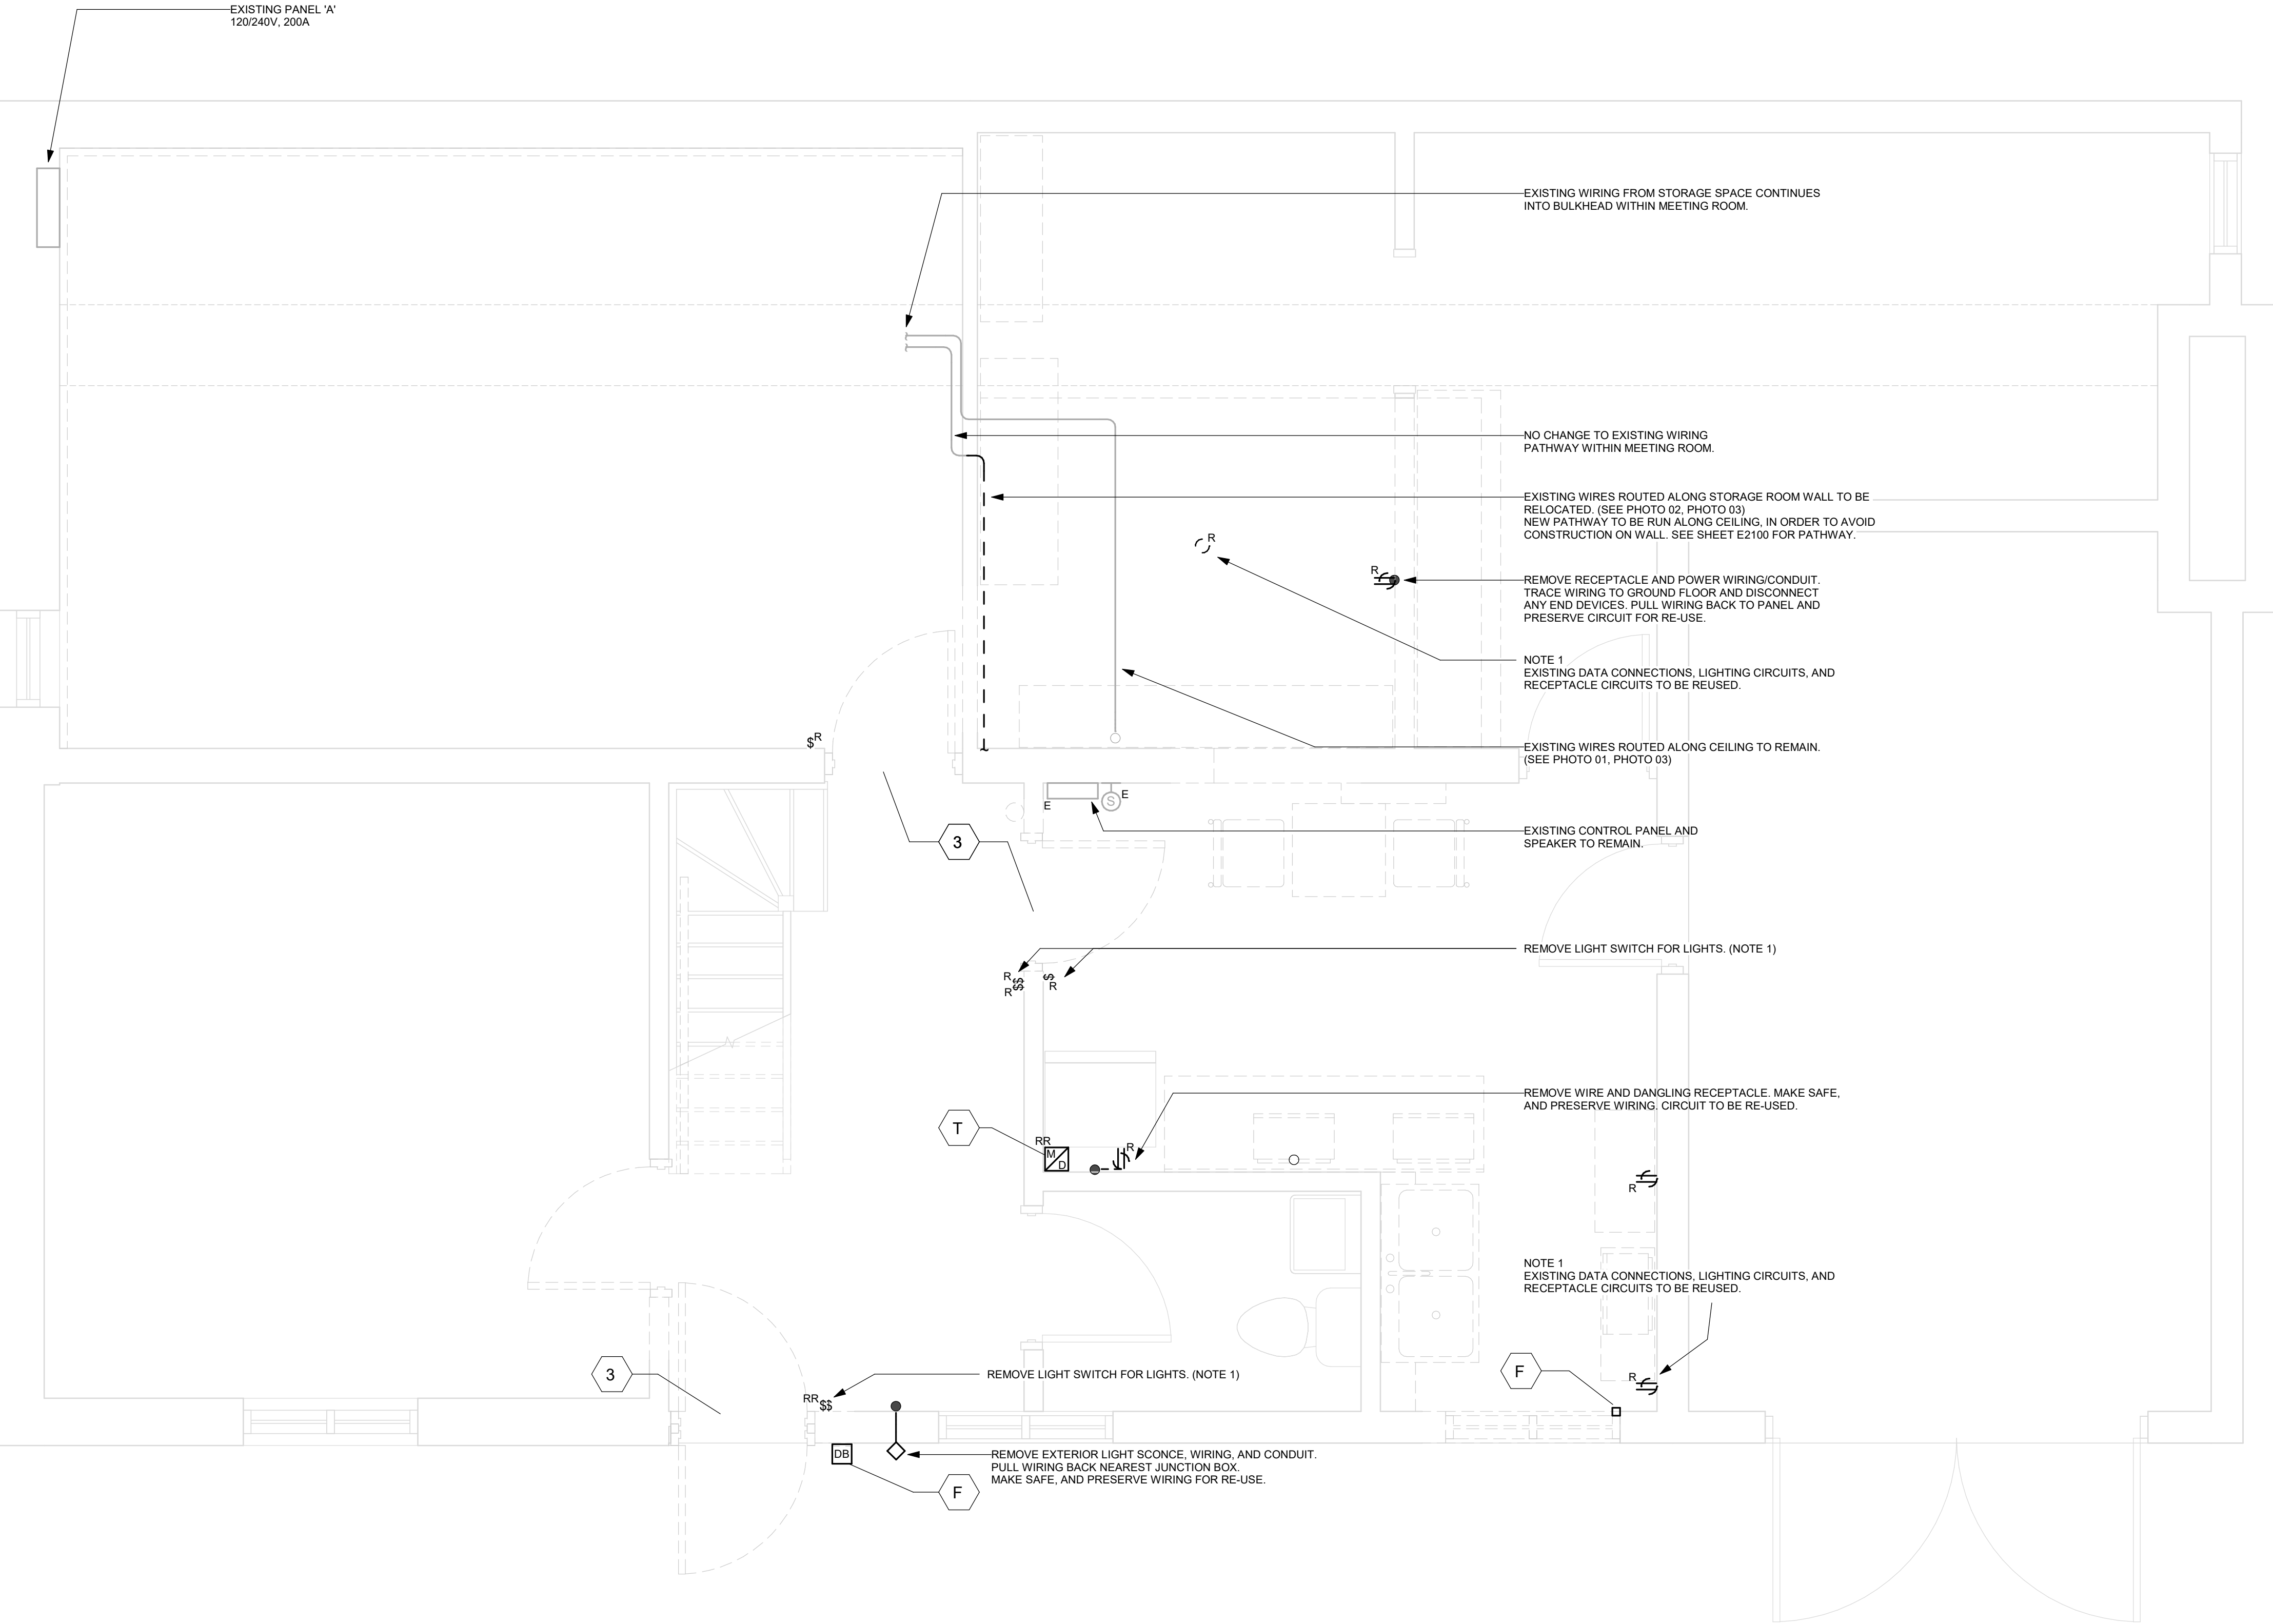 EXISTING PANEL 'A'
120/240V, 200A
EXISTING WIRING FROM STORAGE SPACE CONTINUES
INTO BULKHEAD WITHIN MEETING ROOM.
NO CHANGE TO EXISTING WIRING
PATHWAY WITHIN MEETING ROOM.
EXISTING WIRES ROUTED ALONG STORAGE ROOM WALL TO BE
RELOCATED. (SEE PHOTO 02, PHOTO 03)
NEW PATHWAY TO BE RUN ALONG CEILING, IN ORDER TO AVOID
CONSTRUCTION ON WALL. SEE SHEET E2100 FOR PATHWAY.
R
R
REMOVE RECEPTACLE AND POWER WIRING/CONDUIT.
TRACE WIRING TO GROUND FLOOR AND DISCONNECT
ANY END DEVICES. PULL WIRING BACK TO PANEL AND
PRESERVE CIRCUIT FOR RE-USE.
NOTE 1
EXISTING DATA CONNECTIONS, LIGHTING CIRCUITS, AND
RECEPTACLE CIRCUITS TO BE REUSED.
$R
EXISTING WIRES ROUTED ALONG CEILING TO REMAIN.
(SEE PHOTO 01, PHOTO 03)
E
S
E
EXISTING CONTROL PANEL AND
SPEAKER TO REMAIN.
3
REMOVE LIGHT SWITCH FOR LIGHTS. (NOTE 1)
R
R
$$
$
R
REMOVE WIRE AND DANGLING RECEPTACLE. MAKE SAFE,
AND PRESERVE WIRING. CIRCUIT TO BE RE-USED.
T
RR
M
D
R
R
NOTE 1
EXISTING DATA CONNECTIONS, LIGHTING CIRCUITS, AND
RECEPTACLE CIRCUITS TO BE REUSED.
3
REMOVE LIGHT SWITCH FOR LIGHTS. (NOTE 1)
F
R
RR
$$
DB
REMOVE EXTERIOR LIGHT SCONCE, WIRING, AND CONDUIT.
PULL WIRING BACK NEAREST JUNCTION BOX.
MAKE SAFE, AND PRESERVE WIRING FOR RE-USE.
F